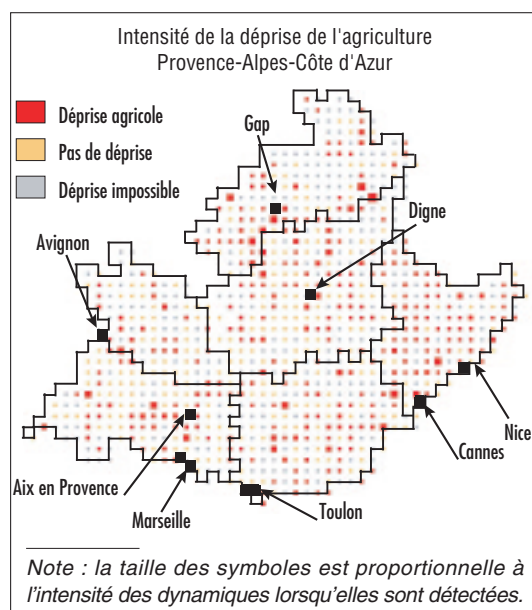 Intensité de la déprise de l'agriculture
Provence-Alpes-Côte d'Azur
Déprise agricole
Pas de déprise
Déprise impossible
Gap
Digne
Avignon
Nice
Cannes
Aix en Provence
Toulon
Marseille
Note : la taille des symboles est proportionnelle à
l'intensité des dynamiques lorsqu'elles sont détectées.